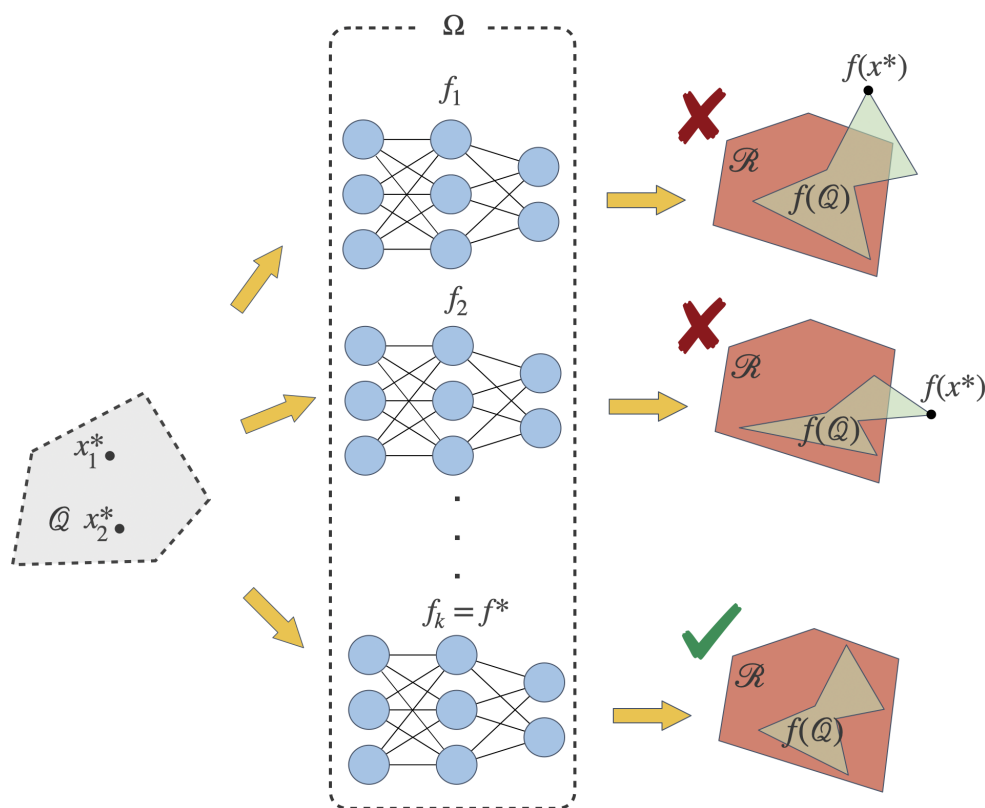 Ω
f₁
f(x*)
ℛ
f(𝒬)
f₂
ℛ
f(x*)
f(𝒬)
x₁*
𝒬 x₂*
fₖ = f*
ℛ
f(𝒬)